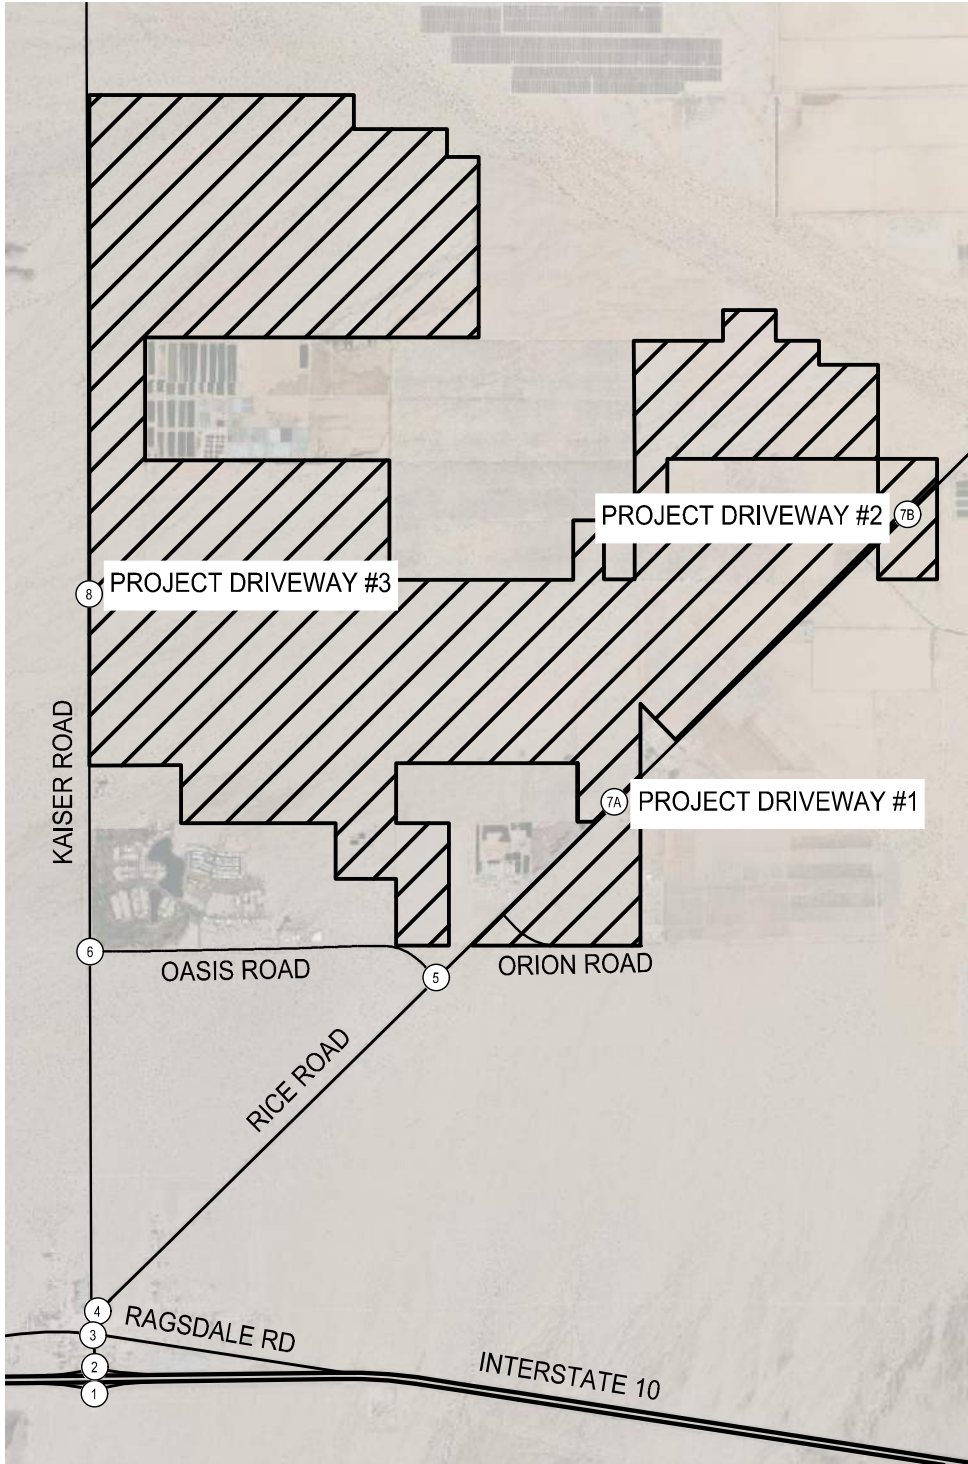 PROJECT DRIVEWAY #2
7B
PROJECT DRIVEWAY #3
8
KAISER ROAD
7A
PROJECT DRIVEWAY #1
6
OASIS ROAD
5
ORION ROAD
RICE ROAD
4
RAGSDALE RD
3
2
INTERSTATE 10
1